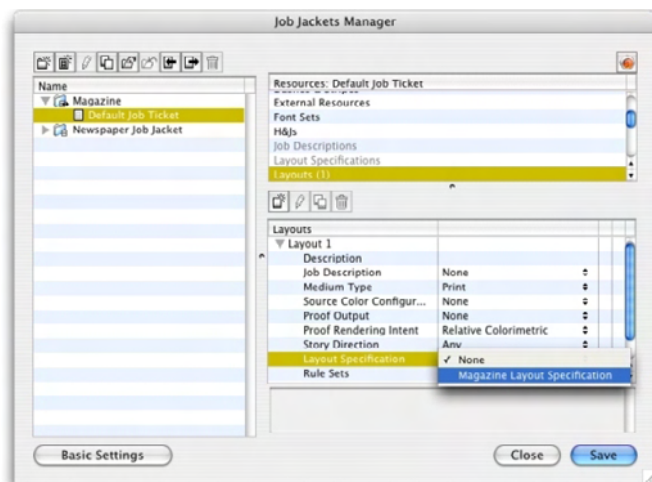 Job Jackets Manager
Name
Magazine
Default Job Ticket
Newspaper Job Jacket
Resources: Default Job Ticket
Dashes & Stripes
External Resources
Font Sets
H&Js
Job Descriptions
Layout Specifications
Layouts (1)
Layouts
Layout 1
Description
Job Description None
Medium Type Print
Source Color Configur... None
Proof Output None
Proof Rendering Intent Relative Colorimetric
Story Direction Any
Layout Specification ✓ None
Magazine Layout Specification
Rule Sets
Basic Settings
Close Save